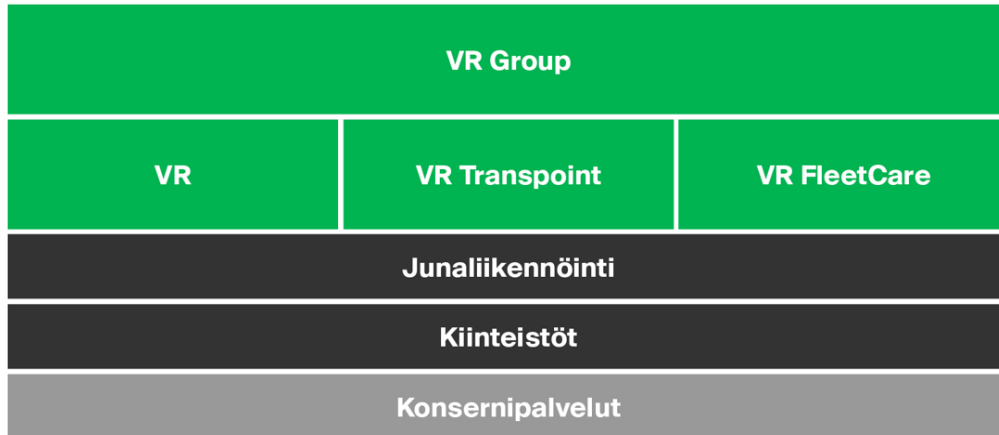 VR Group
VR
VR Transpoint
VR FleetCare
Junaliikennöinti
Kiinteistöt
Konsernipalvelut